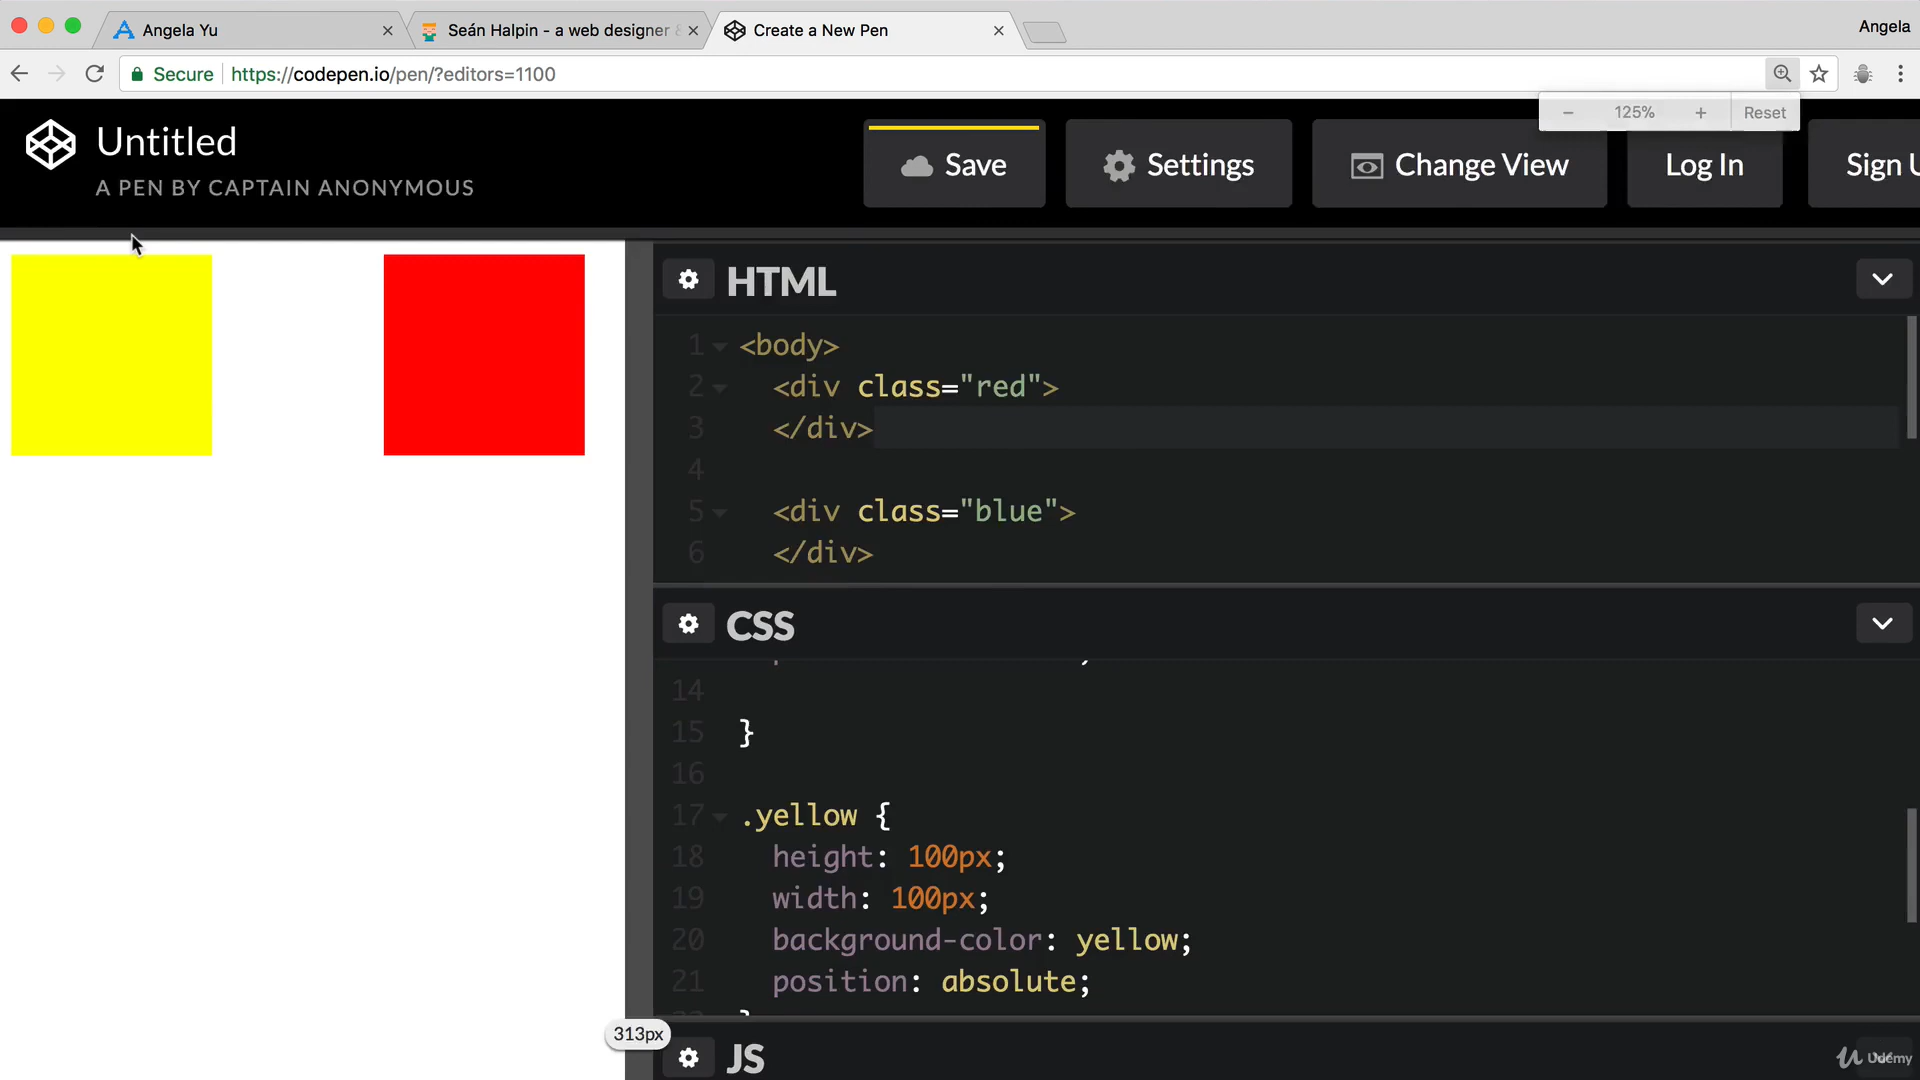 Angela Yu
Seán Halpin - a web designer &
Create a New Pen
Angela
Secure
https://codepen.io/pen/?editors=1100
− 125% + Reset
Untitled
A PEN BY CAPTAIN ANONYMOUS
Save
Settings
Change View
Log In
Sign U
HTML
1 <body>
2 <div class="red">
3 </div>
4
5 <div class="blue">
6 </div>
CSS
14
15 }
16
17 .yellow {
18 height: 100px;
19 width: 100px;
20 background-color: yellow;
21 position: absolute;
313px
JS
Udemy